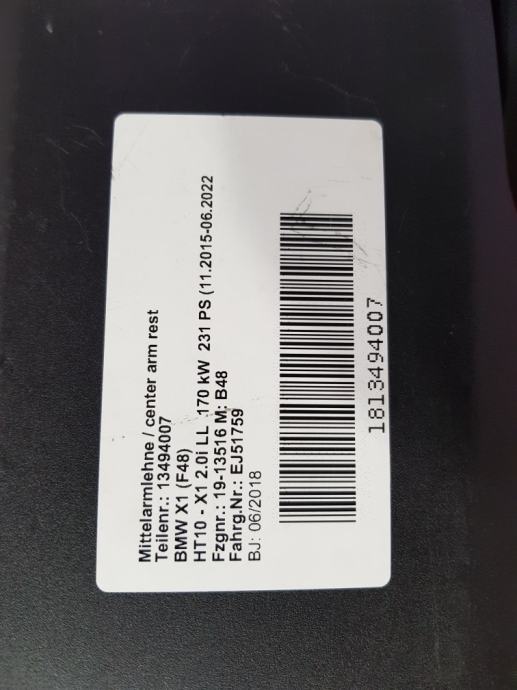 Mittelarmlehne / center arm rest
Teilenr.: 13494007
BMW X1 (F48)
HT10 - X1 2.0i LL 170 kW 231 PS (11.2015-06.2022
Fzgnr.: 19-13516 M: B48
Fahrg.Nr.: EJ51759
BJ: 06/2018
1813494007